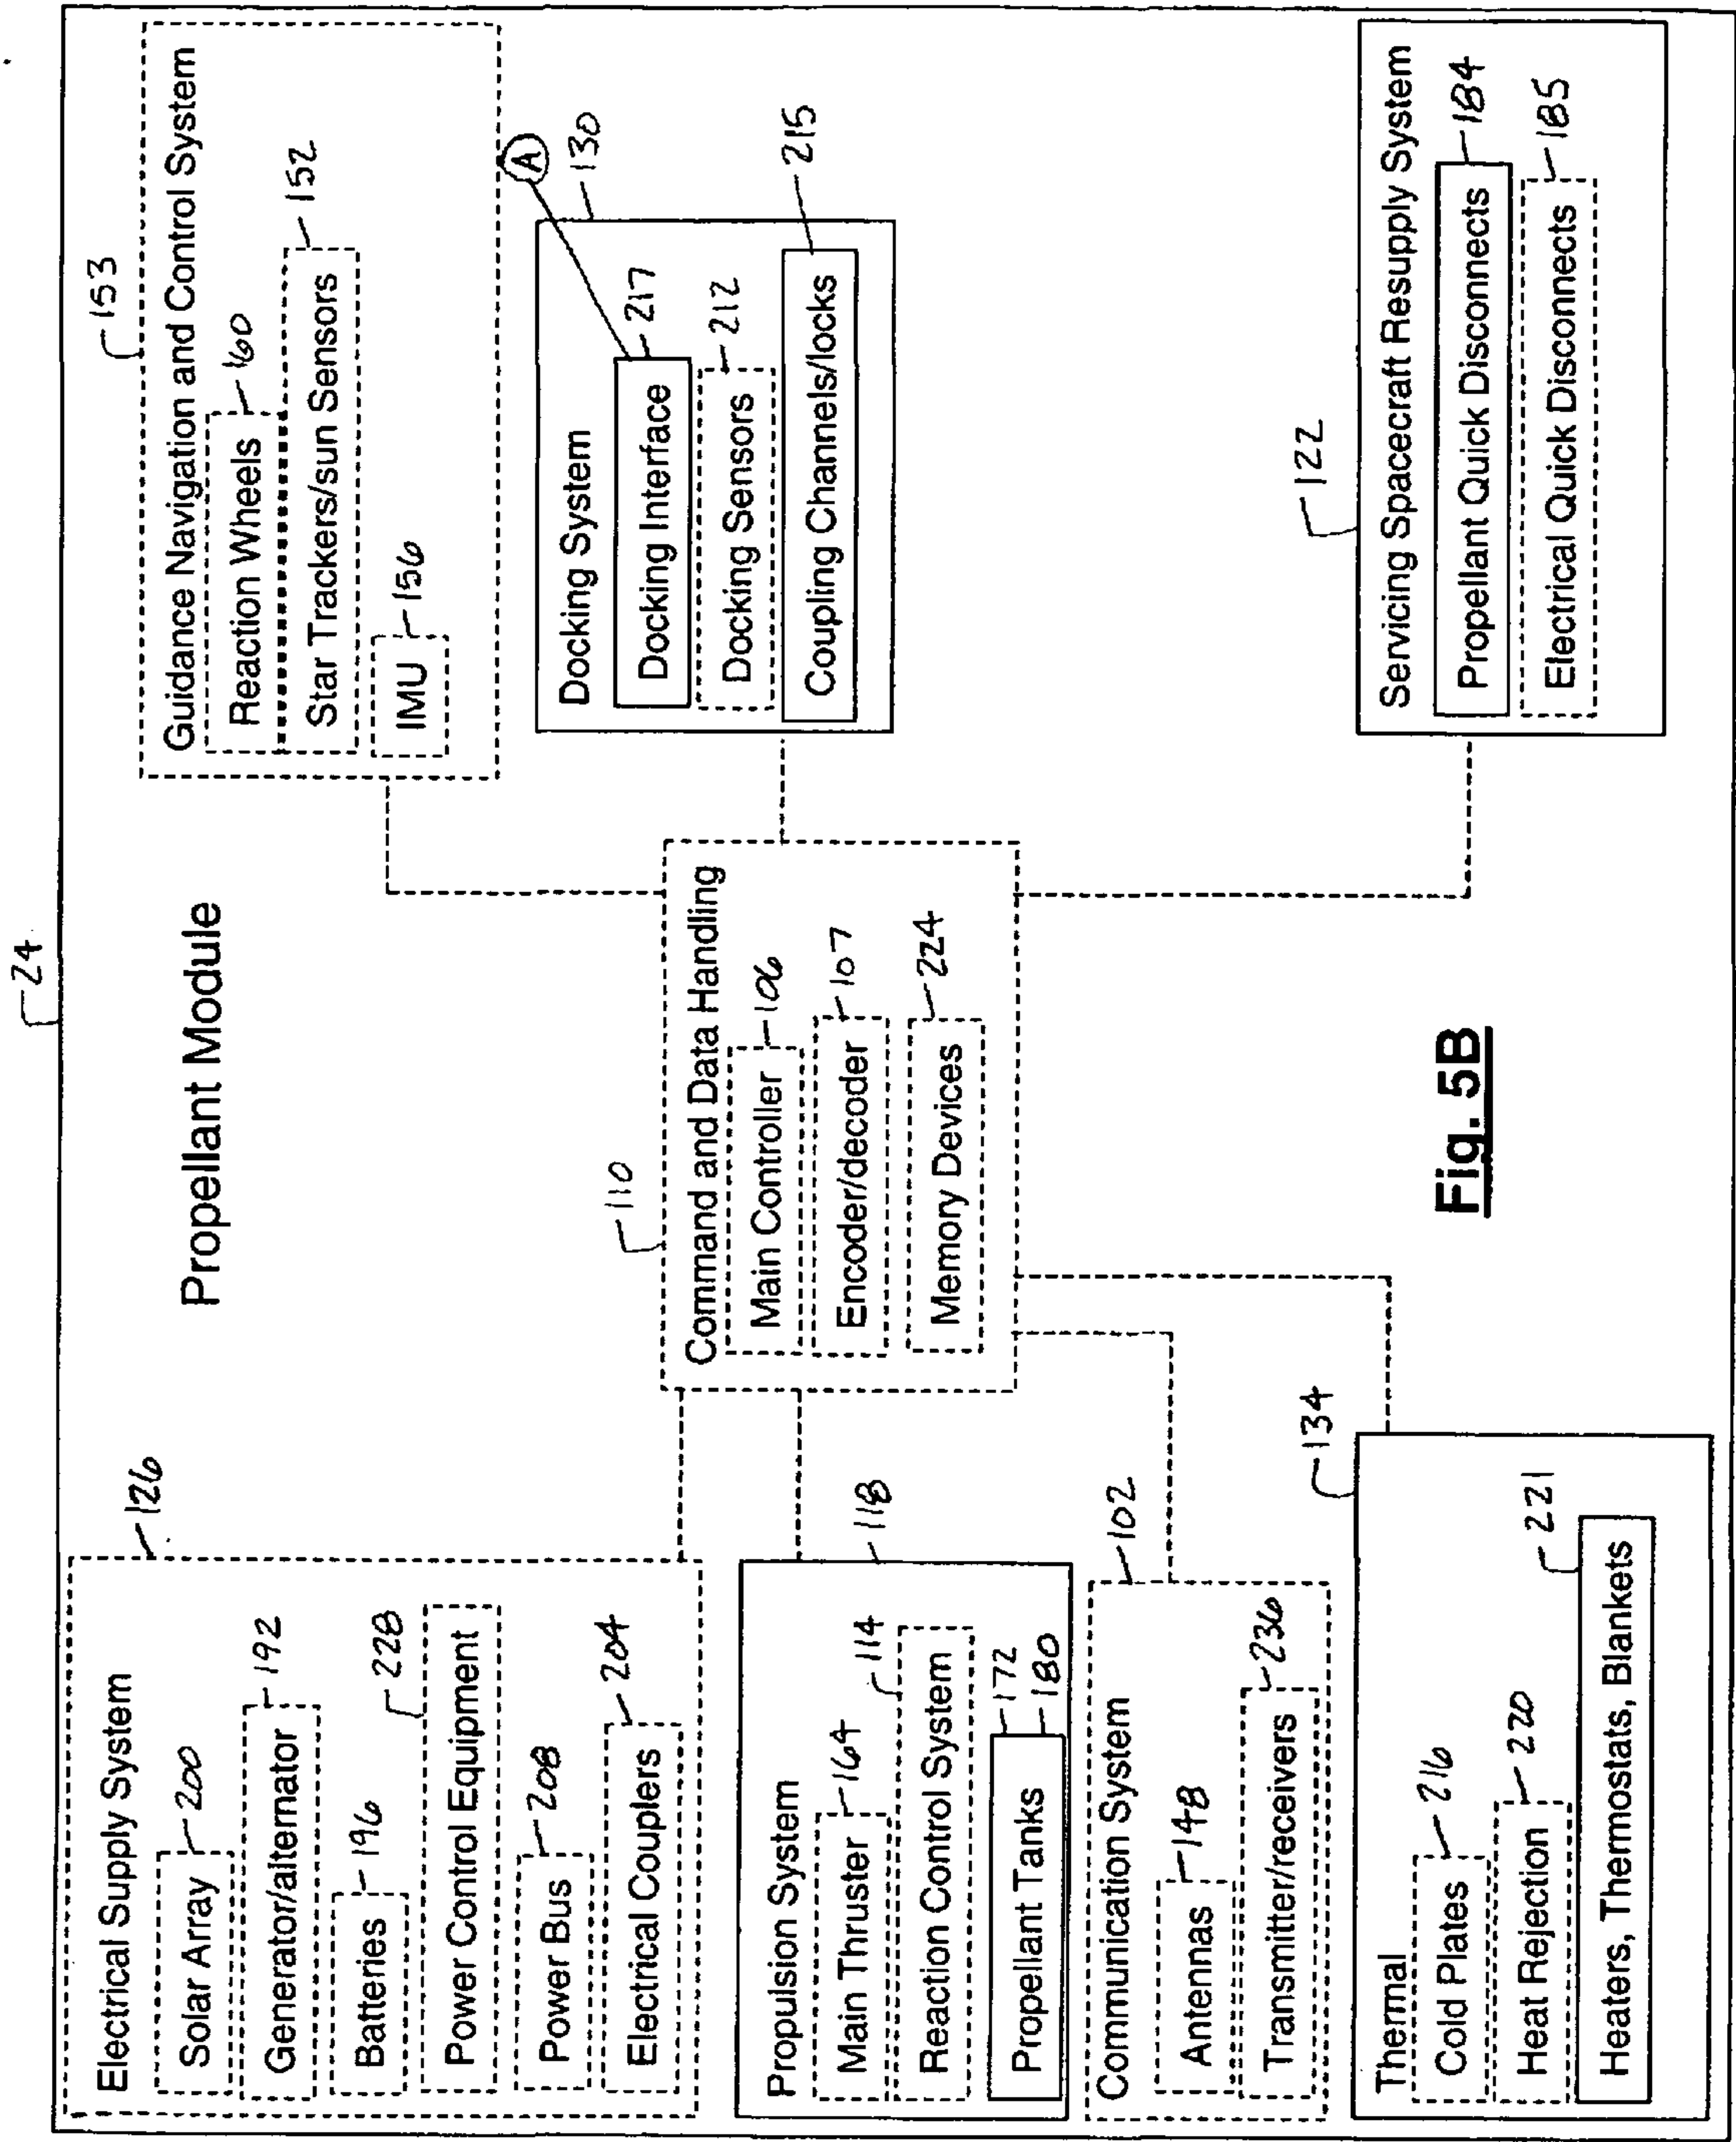 24
Propellant Module
126
Electrical Supply System
Solar Array 200
Generator/alternator 192
Batteries 196
228
Power Control Equipment
Power Bus 208
Electrical Couplers 204
118
Propulsion System
Main Thruster 164
114
Reaction Control System
172
Propellant Tanks
180
102
Communication System
Antennas 148
Transmitter/receivers 236
134
Thermal
Cold Plates 216
Heat Rejection 220
221
Heaters, Thermostats, Blankets
110
Command and Data Handling
Main Controller 106
Encoder/decoder 107
Memory Devices 224
153
Guidance Navigation and Control System
Reaction Wheels 160
Star Trackers/sun Sensors 152
IMU 156
A
130
Docking System
Docking Interface 217
Docking Sensors 212
Coupling Channels/locks 215
122
Servicing Spacecraft Resupply System
Propellant Quick Disconnects 184
Electrical Quick Disconnects 185
Fig. 5B